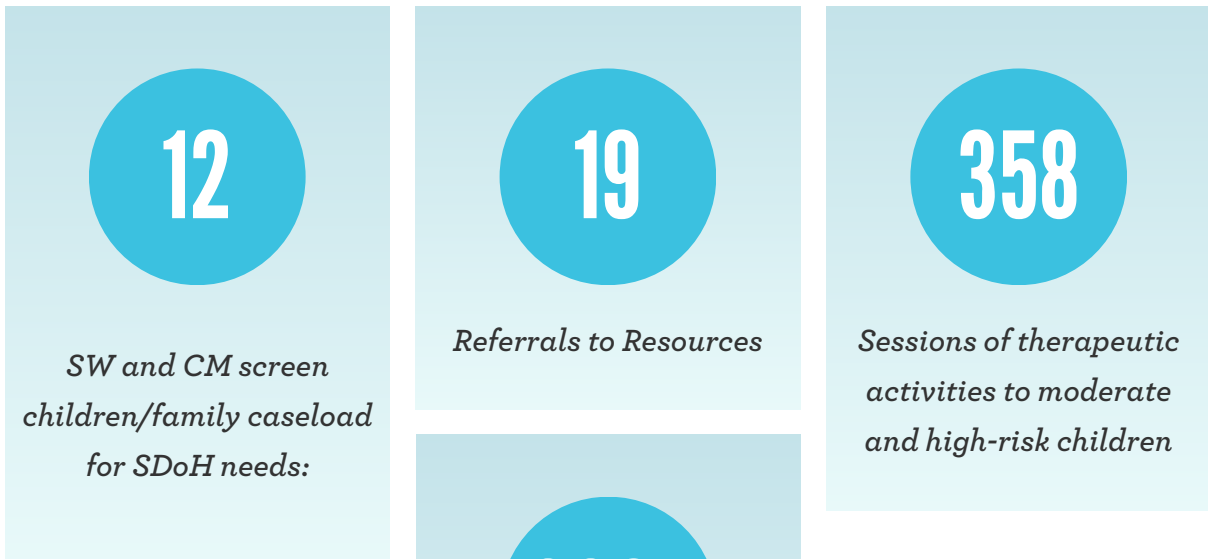 12
SW and CM screen
children/family caseload
for SDoH needs:
19
Referrals to Resources
358
Sessions of therapeutic
activities to moderate
and high-risk children